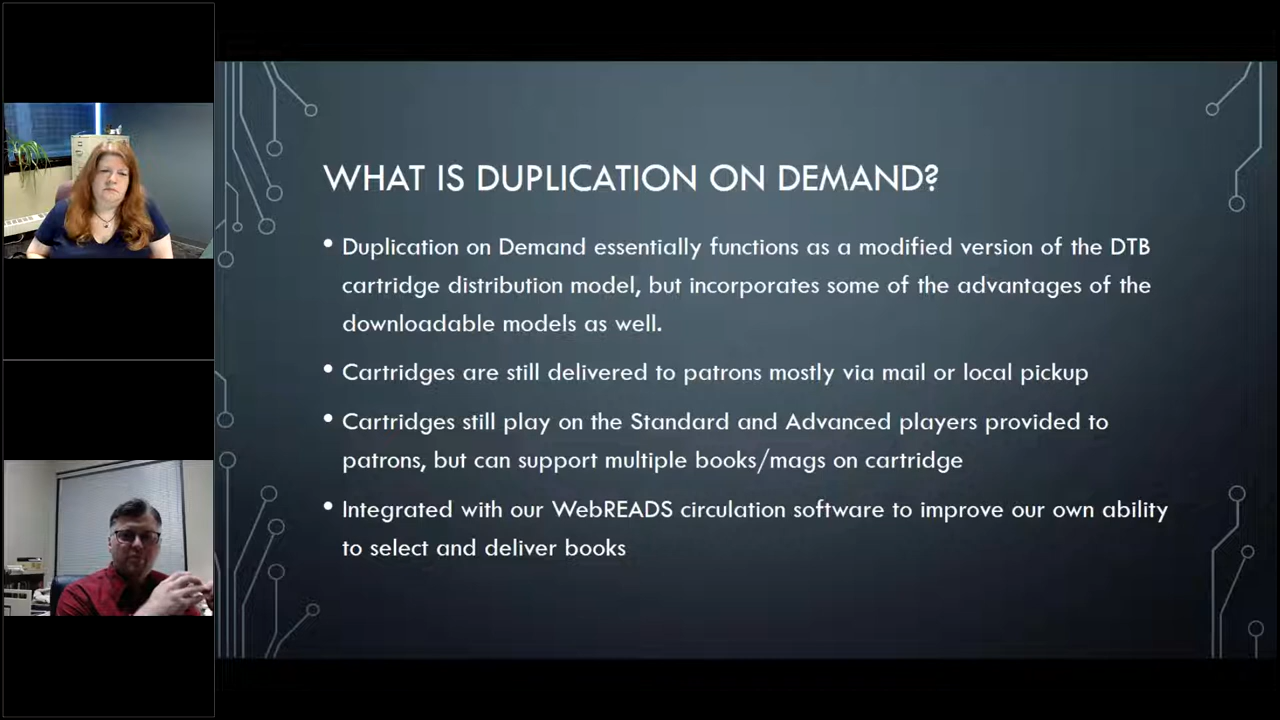 WHAT IS DUPLICATION ON DEMAND?
• Duplication on Demand essentially functions as a modified version of the DTB
cartridge distribution model, but incorporates some of the advantages of the
downloadable models as well.
• Cartridges are still delivered to patrons mostly via mail or local pickup
• Cartridges still play on the Standard and Advanced players provided to
patrons, but can support multiple books/mags on cartridge
• Integrated with our WebREADS circulation software to improve our own ability
to select and deliver books